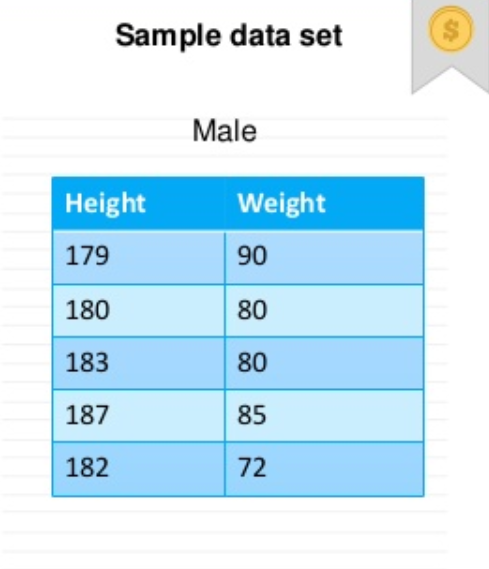 Sample data set
$
Male
Height Weight
179 90
180 80
183 80
187 85
182 72